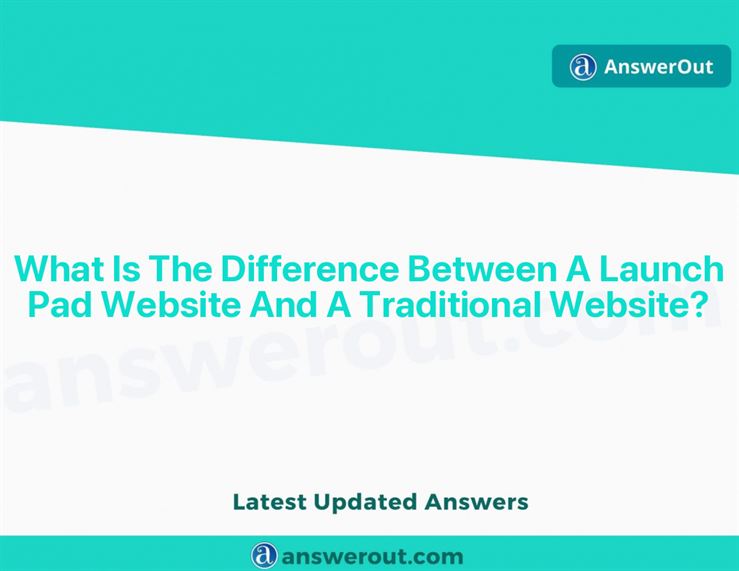 AnswerOut
What Is The Difference Between A Launch
Pad Website And A Traditional Website?
answerout.com
Latest Updated Answers
answerout.com